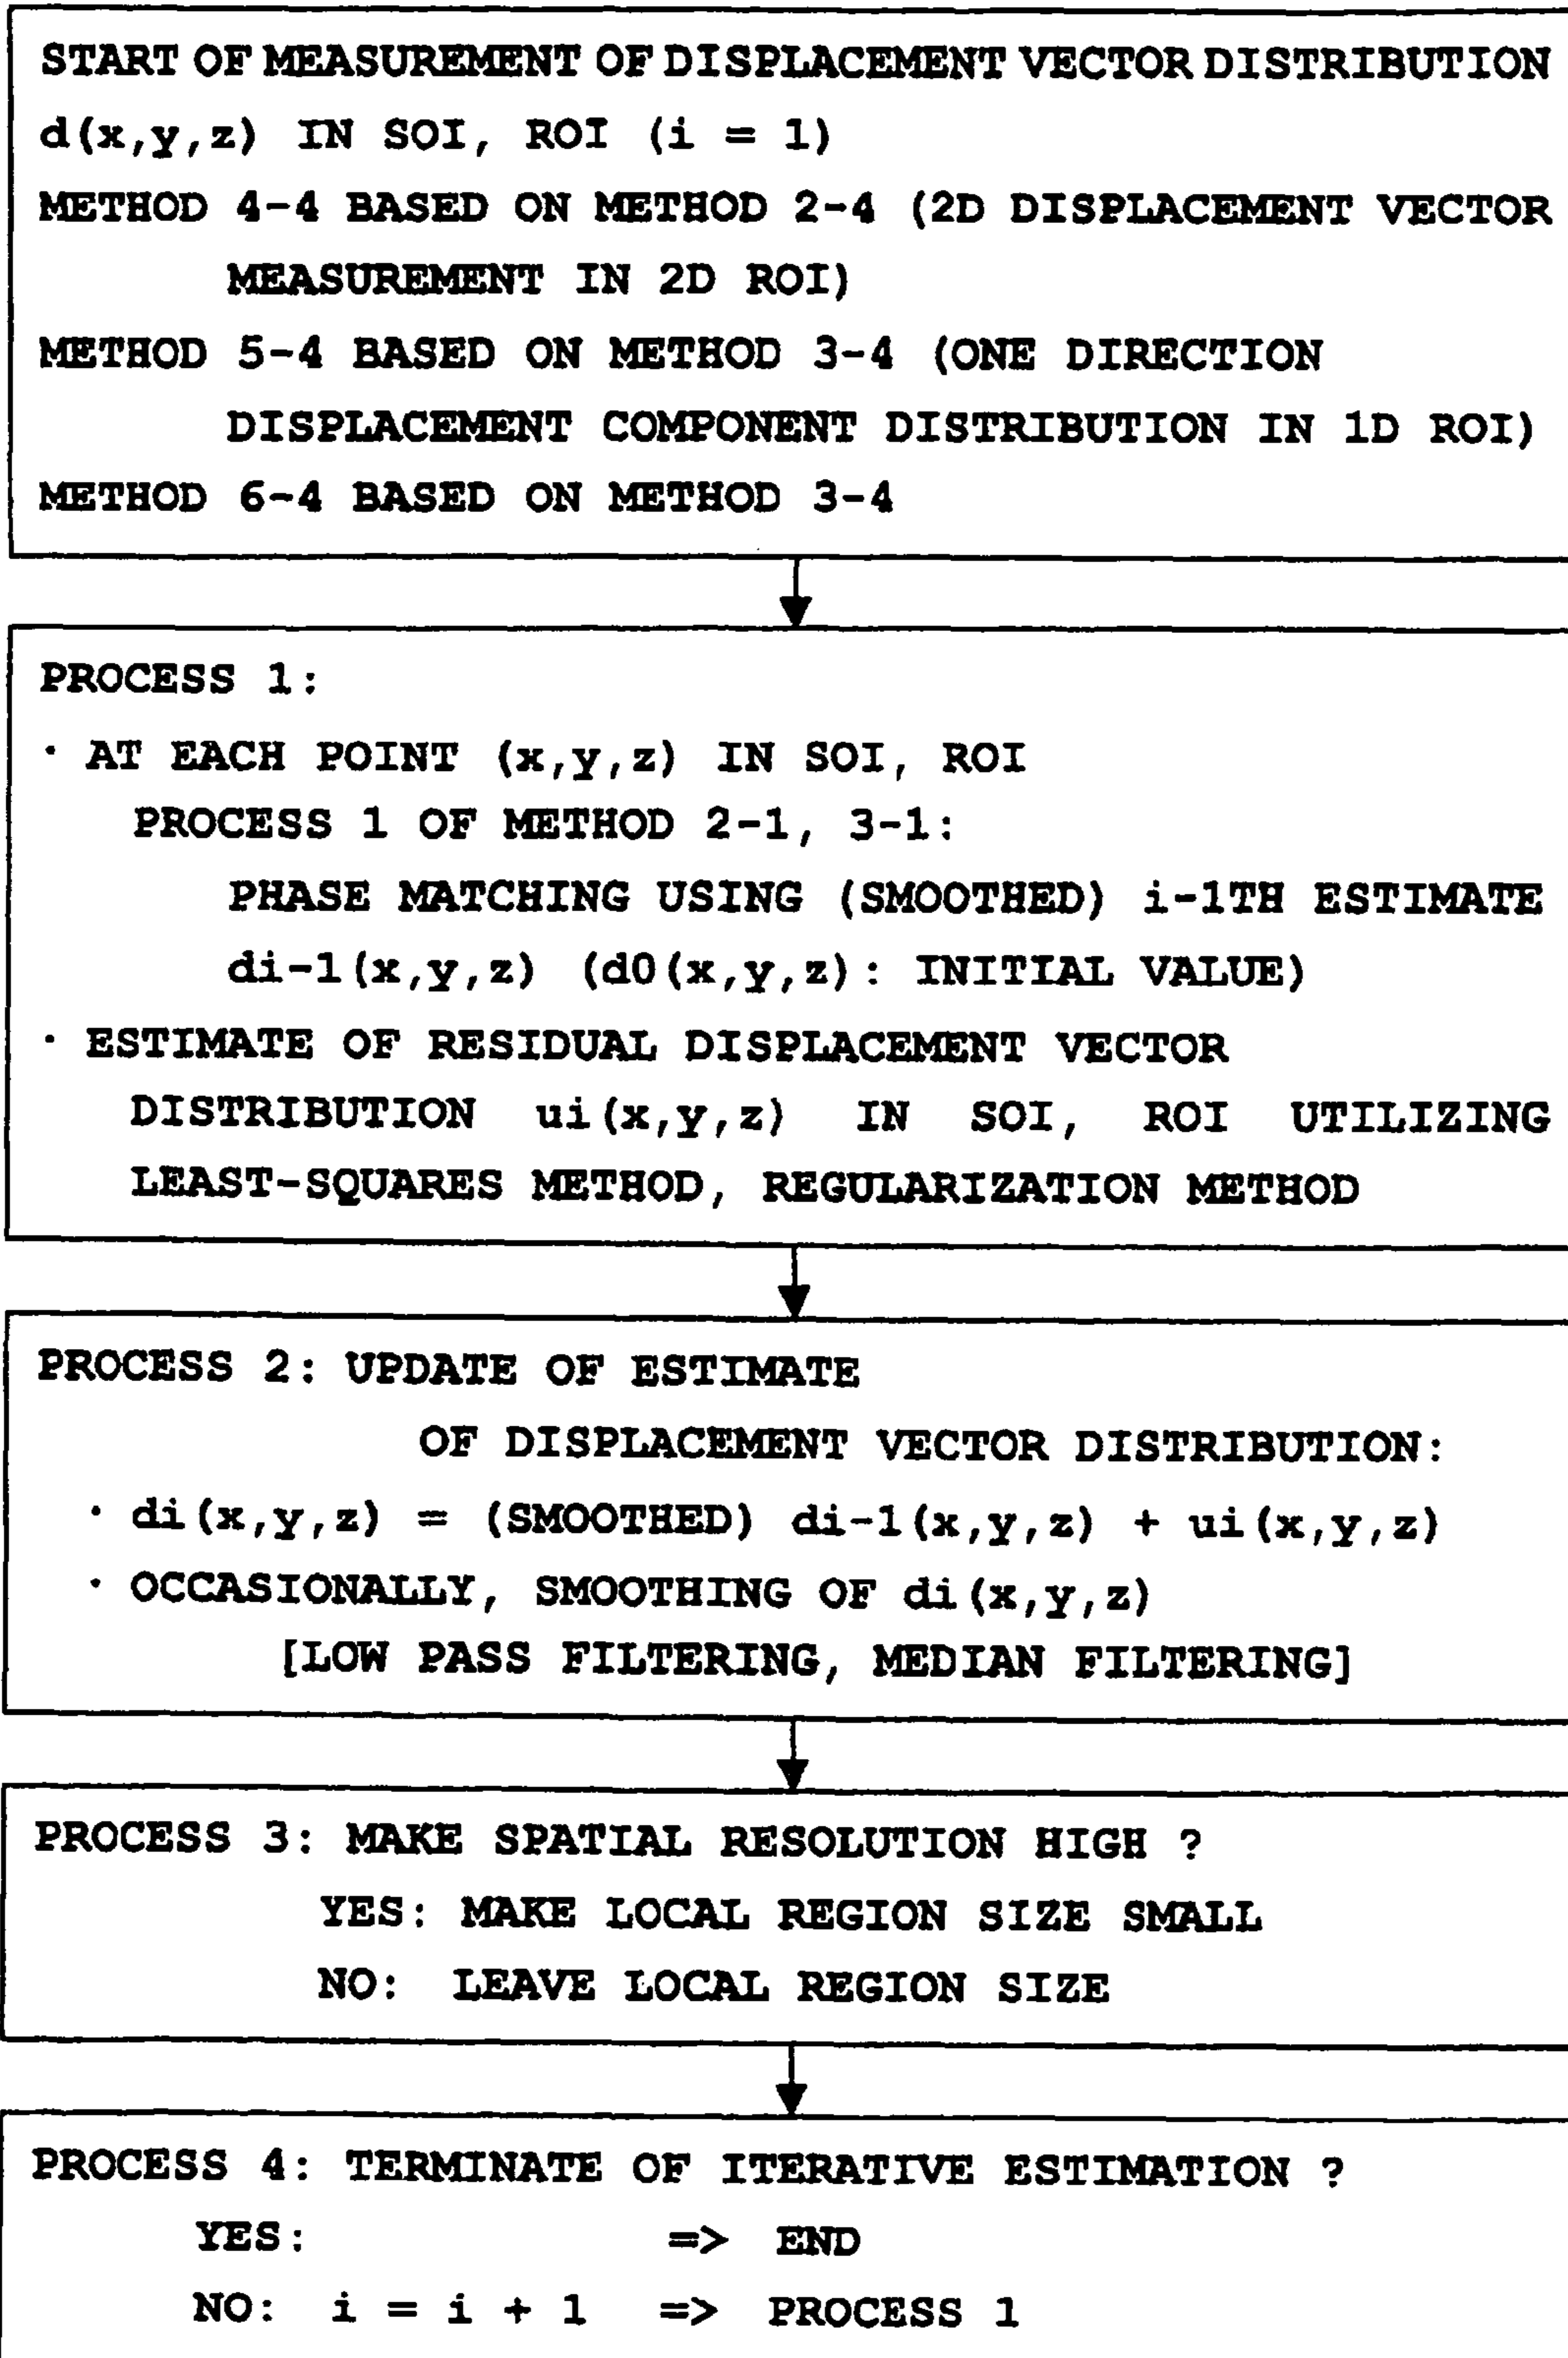 START OF MEASUREMENT OF DISPLACEMENT VECTOR DISTRIBUTION
d(x,y,z) IN SOI, ROI (i = 1)
METHOD 4-4 BASED ON METHOD 2-4 (2D DISPLACEMENT VECTOR
MEASUREMENT IN 2D ROI)
METHOD 5-4 BASED ON METHOD 3-4 (ONE DIRECTION
DISPLACEMENT COMPONENT DISTRIBUTION IN 1D ROI)
METHOD 6-4 BASED ON METHOD 3-4
PROCESS 1:
· AT EACH POINT (x,y,z) IN SOI, ROI
PROCESS 1 OF METHOD 2-1, 3-1:
PHASE MATCHING USING (SMOOTHED) i-1TH ESTIMATE
di-1(x,y,z) (d0(x,y,z): INITIAL VALUE)
· ESTIMATE OF RESIDUAL DISPLACEMENT VECTOR
DISTRIBUTION ui(x,y,z) IN SOI, ROI UTILIZING
LEAST-SQUARES METHOD, REGULARIZATION METHOD
PROCESS 2: UPDATE OF ESTIMATE
OF DISPLACEMENT VECTOR DISTRIBUTION:
· di(x,y,z) = (SMOOTHED) di-1(x,y,z) + ui(x,y,z)
· OCCASIONALLY, SMOOTHING OF di(x,y,z)
[LOW PASS FILTERING, MEDIAN FILTERING]
PROCESS 3: MAKE SPATIAL RESOLUTION HIGH ?
YES: MAKE LOCAL REGION SIZE SMALL
NO: LEAVE LOCAL REGION SIZE
PROCESS 4: TERMINATE OF ITERATIVE ESTIMATION ?
YES: => END
NO: i = i + 1 => PROCESS 1